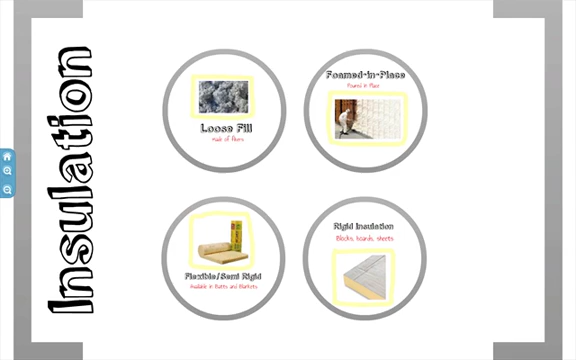 Insulation
Loose Fill
Made of fibers
Foamed-in-Place
Foamed In Place
Flexible/Semi Rigid
Available in Batts and Blankets
Rigid Insulation
Blocks, boards, sheets